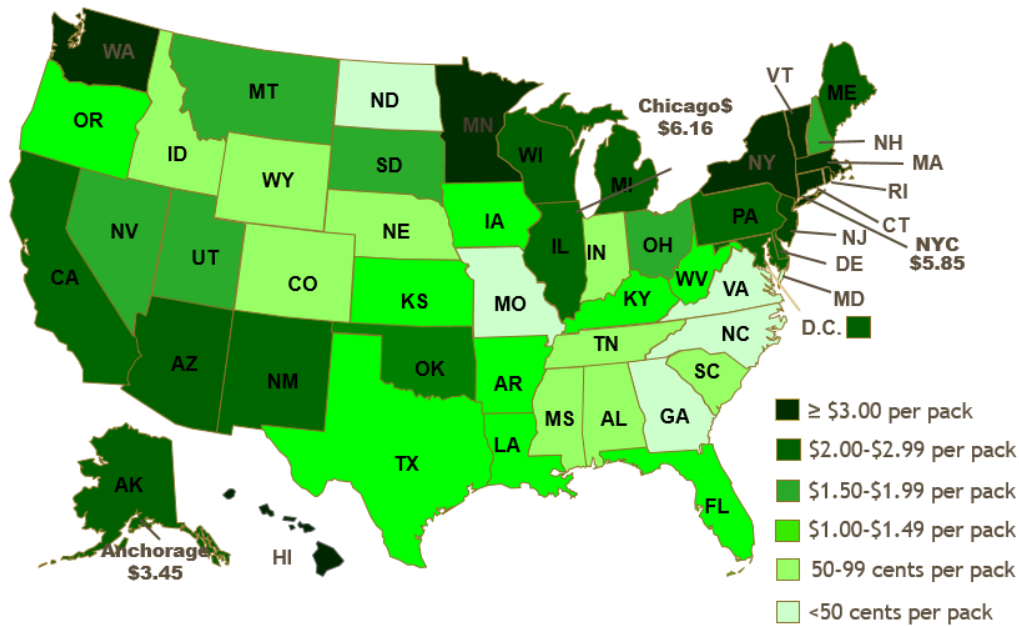 WA
MT
ND
MN
OR
ID
WY
SD
WI
MI
Chicago$
$6.16
VT
ME
NY
NH
MA
RI
CT
NYC
$5.85
NJ
DE
MD
D.C.
PA
NV
UT
CO
NE
IA
IL
IN
OH
WV
VA
CA
KS
MO
KY
NC
TN
SC
AZ
NM
OK
AR
MS
AL
GA
TX
LA
FL
AK
Anchorage
$3.45
HI
≥ $3.00 per pack
$2.00-$2.99 per pack
$1.50-$1.99 per pack
$1.00-$1.49 per pack
50-99 cents per pack
<50 cents per pack